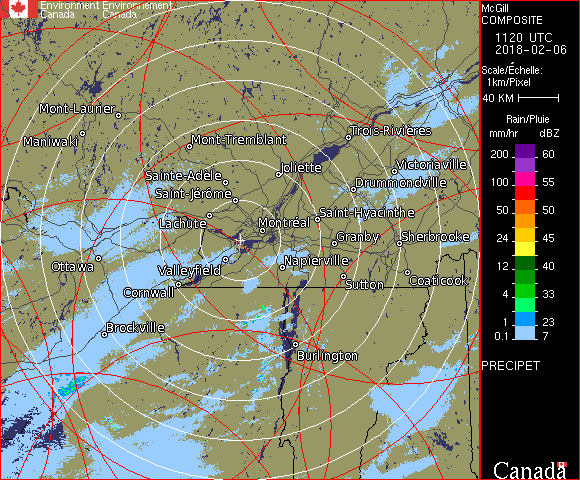 Environment Environnement
Canada Canada
McGill
COMPOSITE
1120 UTC
2018-02-06
Scale/Échelle:
1km/Pixel
40 KM
Rain/Pluie
mm/hr dBZ
200 60
100 55
50 50
24 45
12 40
4 33
1 23
0.1 7
PRECIPET
Canada
Mont-Laurier
Maniwaki
Mont-Tremblant
Trois-Rivières
Joliette
Victoriaville
Sainte-Adèle
Drummondville
Saint-Jérôme
Saint-Hyacinthe
Lachute
Montréal
Granby
Sherbrooke
Ottawa
Valleyfield
Napierville
Cornwall
Sutton
Coaticook
Brockville
Burlington